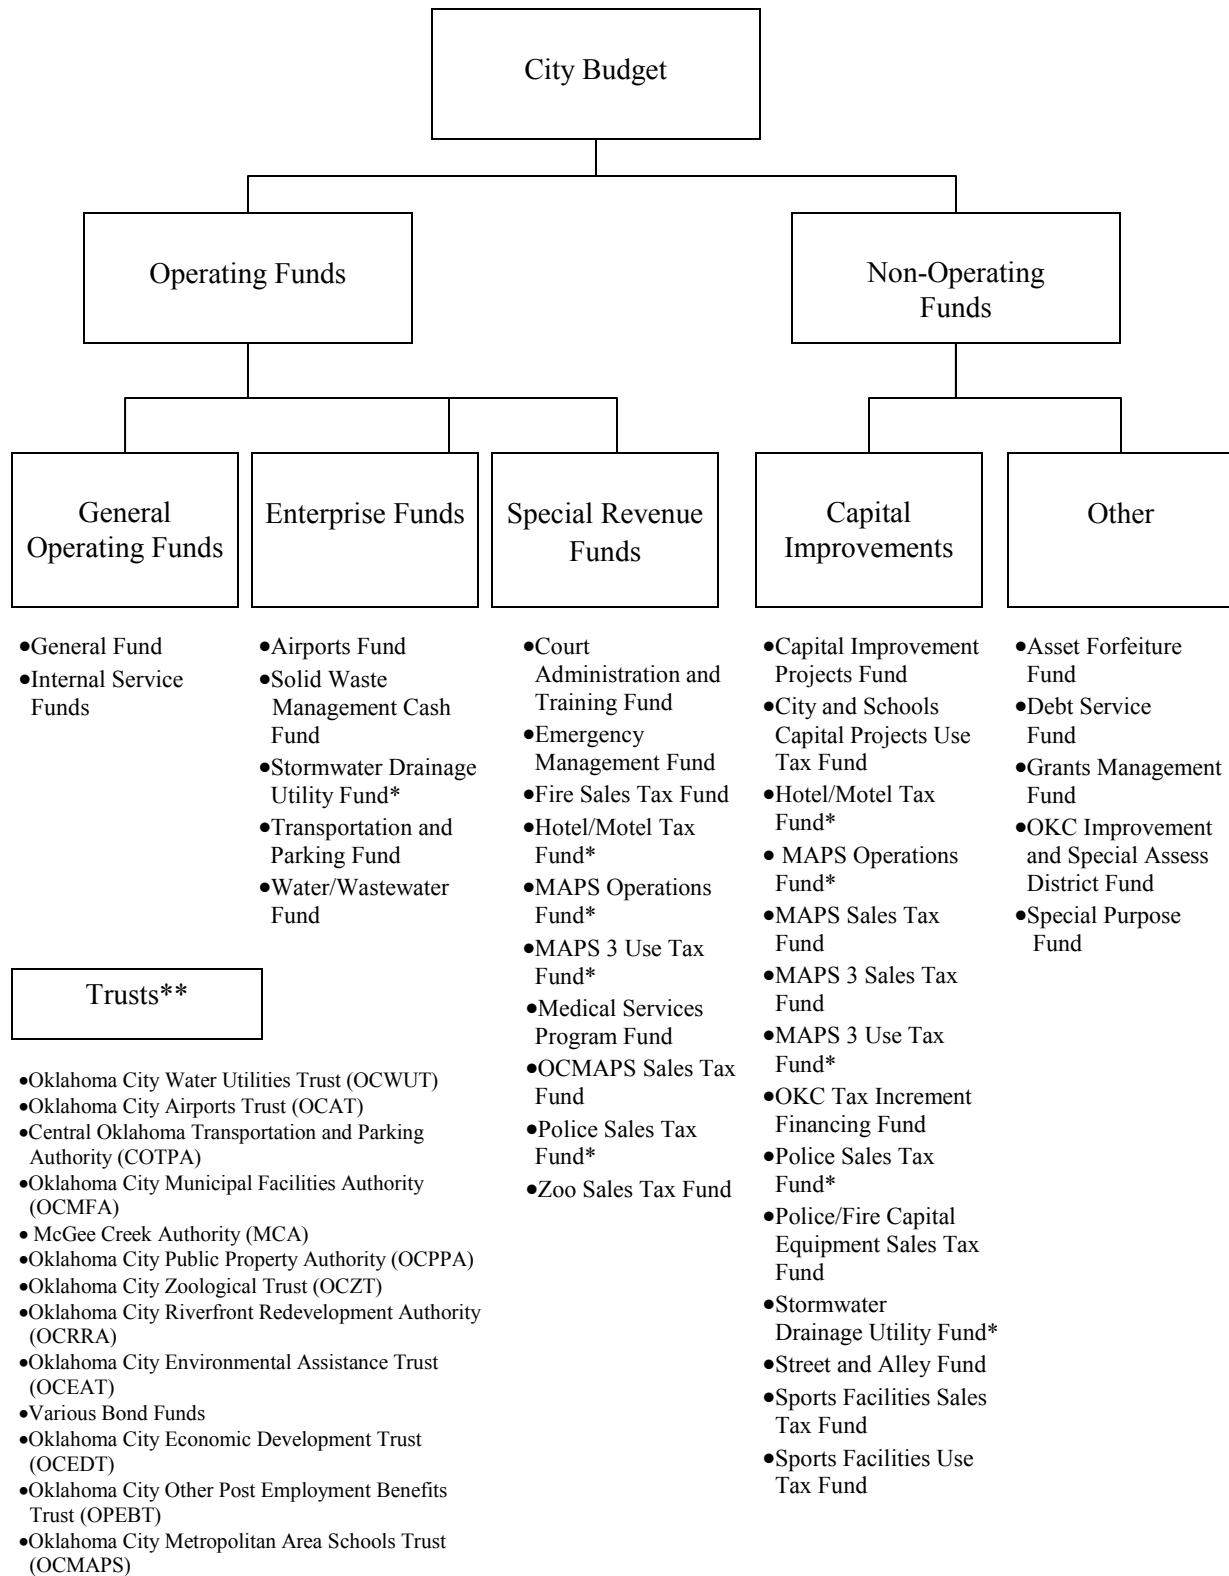 City Budget
Operating Funds
Non-Operating
Funds
General
Operating Funds
Enterprise Funds
Special Revenue
Funds
Capital
Improvements
Other
•General Fund
•Internal Service
Funds
•Airports Fund
•Solid Waste
Management Cash
Fund
•Stormwater Drainage
Utility Fund*
•Transportation and
Parking Fund
•Water/Wastewater
Fund
•Court
Administration and
Training Fund
•Emergency
Management Fund
•Fire Sales Tax Fund
•Hotel/Motel Tax
Fund*
•MAPS Operations
Fund*
•MAPS 3 Use Tax
Fund*
•Medical Services
Program Fund
•OCMAPS Sales Tax
Fund
•Police Sales Tax
Fund*
•Zoo Sales Tax Fund
•Capital Improvement
Projects Fund
•City and Schools
Capital Projects Use
Tax Fund
•Hotel/Motel Tax
Fund*
• MAPS Operations
Fund*
•MAPS Sales Tax
Fund
•MAPS 3 Sales Tax
Fund
•MAPS 3 Use Tax
Fund*
•OKC Tax Increment
Financing Fund
•Police Sales Tax
Fund*
•Police/Fire Capital
Equipment Sales Tax
Fund
•Stormwater
Drainage Utility Fund*
•Street and Alley Fund
•Sports Facilities Sales
Tax Fund
•Sports Facilities Use
Tax Fund
•Asset Forfeiture
Fund
•Debt Service
Fund
•Grants Management
Fund
•OKC Improvement
and Special Assess
District Fund
•Special Purpose
Fund
Trusts**
•Oklahoma City Water Utilities Trust (OCWUT)
•Oklahoma City Airports Trust (OCAT)
•Central Oklahoma Transportation and Parking
Authority (COTPA)
•Oklahoma City Municipal Facilities Authority
(OCMFA)
• McGee Creek Authority (MCA)
•Oklahoma City Public Property Authority (OCPPA)
•Oklahoma City Zoological Trust (OCZT)
•Oklahoma City Riverfront Redevelopment Authority
(OCRRA)
•Oklahoma City Environmental Assistance Trust
(OCEAT)
•Various Bond Funds
•Oklahoma City Economic Development Trust
(OCEDT)
•Oklahoma City Other Post Employment Benefits
Trust (OPEBT)
•Oklahoma City Metropolitan Area Schools Trust
(OCMAPS)